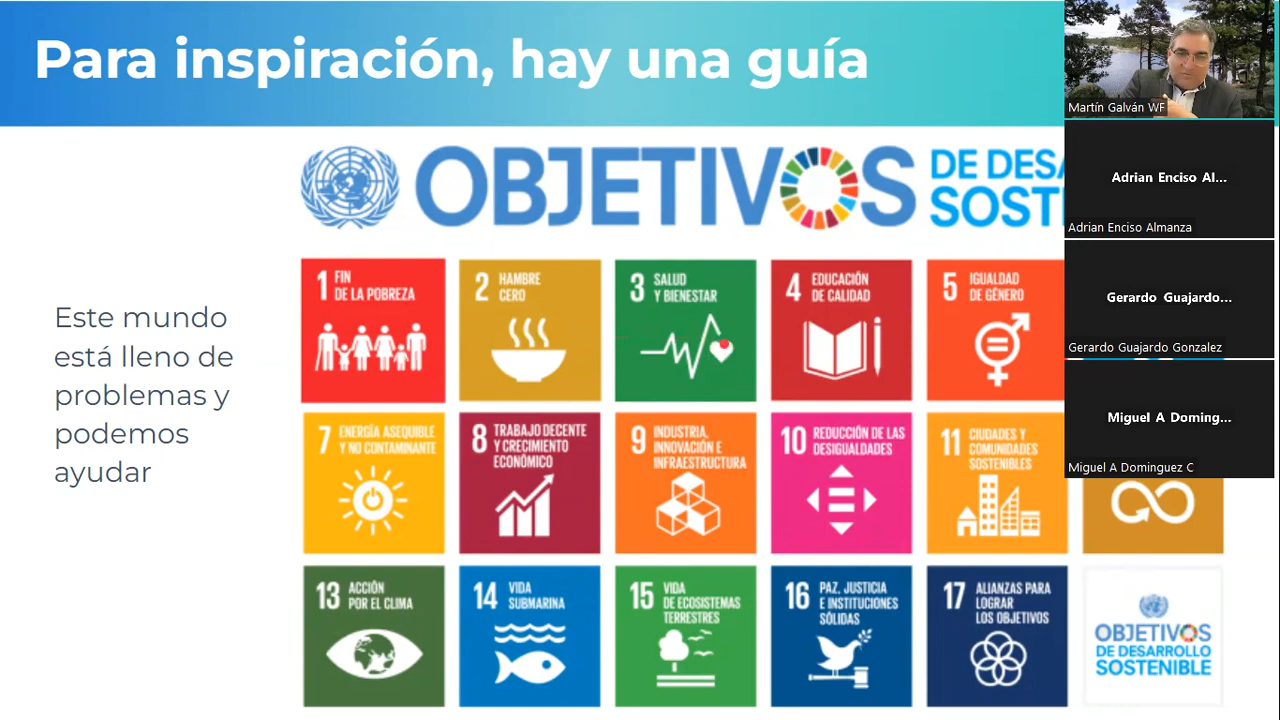 Para inspiración, hay una guía
OBJETIVOS
DE DESA
SOST
Este mundo
está lleno de
problemas y
podemos
ayudar
1 FIN
DE LA POBREZA
2 HAMBRE
CERO
3 SALUD
Y BIENESTAR
4 EDUCACIÓN
DE CALIDAD
5 IGUALDAD
DE GÉNERO
7 ENERGÍA ASEQUIBLE
Y NO CONTAMINANTE
8 TRABAJO DECENTE
Y CRECIMIENTO
ECONÓMICO
9 INDUSTRIA,
INNOVACIÓN E
INFRAESTRUCTURA
10 REDUCCIÓN DE LAS
DESIGUALDADES
11 CIUDADES Y
COMUNIDADES
SOSTENIBLES
13 ACCIÓN
POR EL CLIMA
14 VIDA
SUBMARINA
15 VIDA
DE ECOSISTEMAS
TERRESTRES
16 PAZ, JUSTICIA
E INSTITUCIONES
SÓLIDAS
17 ALIANZAS PARA
LOGRAR
LOS OBJETIVOS
OBJETIVOS
DE DESARROLLO
SOSTENIBLE
Martín Galván WF
Adrian Enciso Al...
Adrian Enciso Almanza
Gerardo Guajardo...
Gerardo Guajardo Gonzalez
Miguel A Doming...
Miguel A Dominguez C